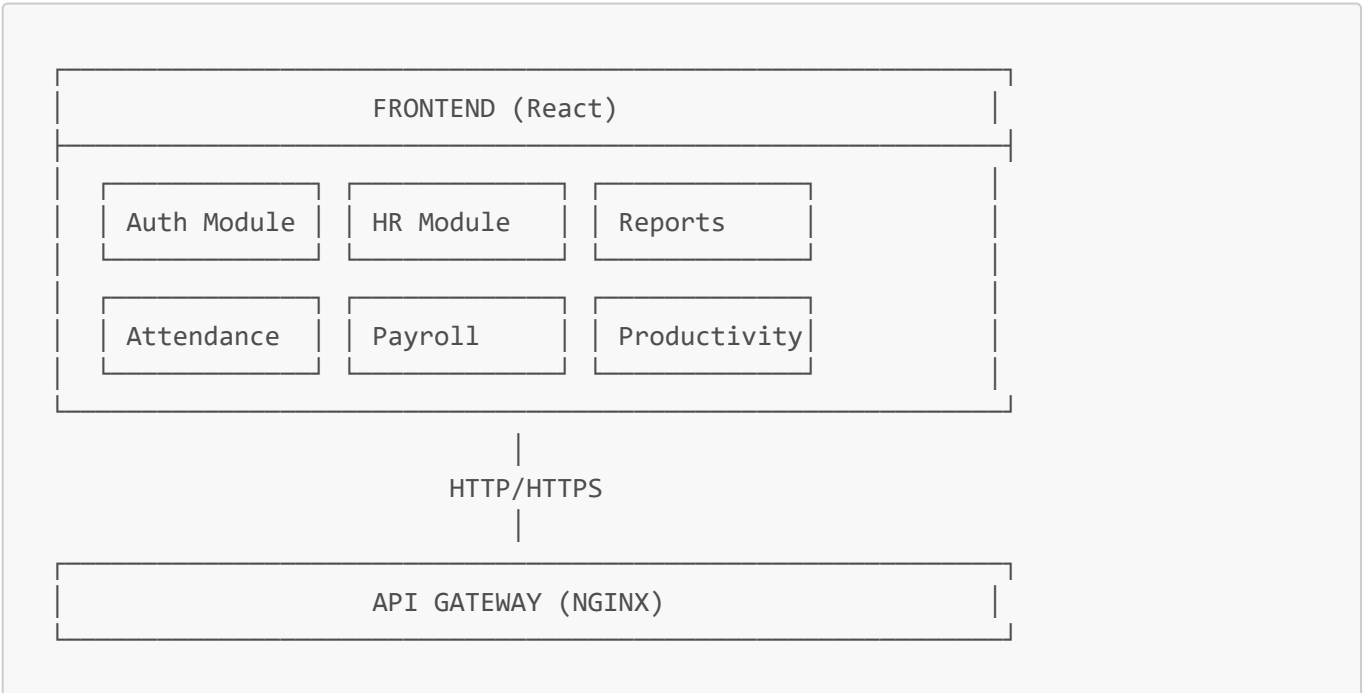 FRONTEND (React)
Auth Module HR Module Reports
Attendance Payroll Productivity
HTTP/HTTPS
API GATEWAY (NGINX)